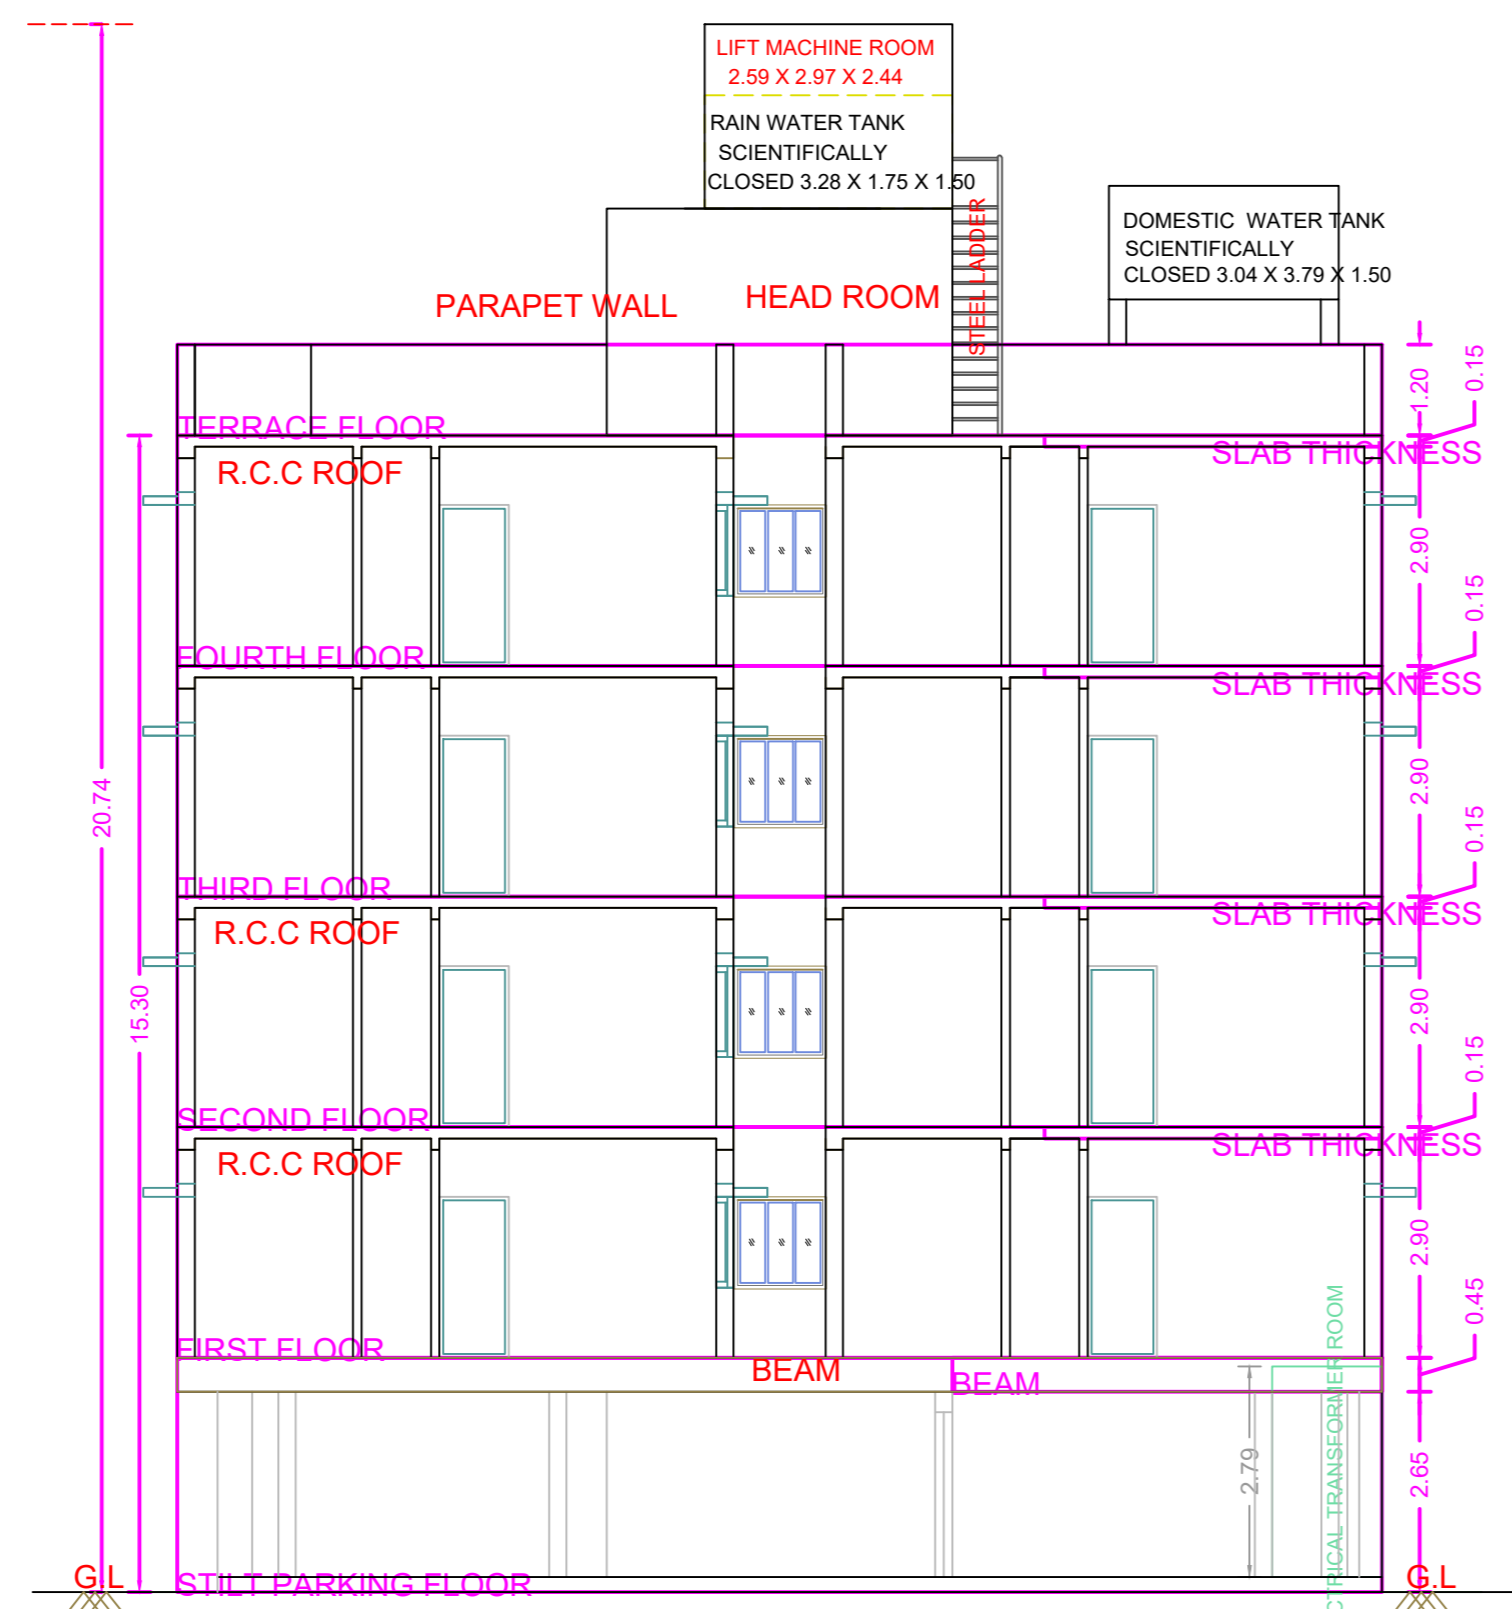 LIFT MACHINE ROOM
2.59 X 2.97 X 2.44
RAIN WATER TANK
SCIENTIFICALLY
CLOSED 3.28 X 1.75 X 1.50
STEEL LADDER
DOMESTIC WATER TANK
SCIENTIFICALLY
CLOSED 3.04 X 3.79 X 1.50
PARAPET WALL
HEAD ROOM
1.20
0.15
TERRACE FLOOR
SLAB THICKNESS
R.C.C ROOF
2.90
0.15
FOURTH FLOOR
SLAB THICKNESS
20.74
2.90
0.15
THIRD FLOOR
SLAB THICKNESS
R.C.C ROOF
15.30
2.90
0.15
SECOND FLOOR
SLAB THICKNESS
R.C.C ROOF
2.90
0.45
FIRST FLOOR
BEAM
BEAM
2.79
TRANSFORMER ROOM
2.65
G.L
STILT PARKING FLOOR
G.L